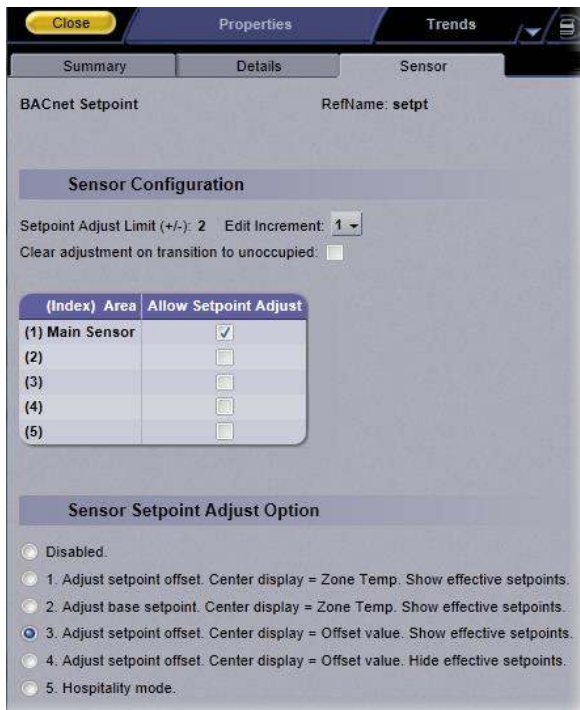 Close Properties Trends
Summary Details Sensor
BACnet Setpoint RefName: setpt
Sensor Configuration
Setpoint Adjust Limit (+/-): 2 Edit Increment: 1
Clear adjustment on transition to unoccupied:
(Index) Area Allow Setpoint Adjust
(1) Main Sensor
(2)
(3)
(4)
(5)
Sensor Setpoint Adjust Option
Disabled.
1. Adjust setpoint offset. Center display = Zone Temp. Show effective setpoints.
2. Adjust base setpoint. Center display = Zone Temp. Show effective setpoints.
3. Adjust setpoint offset. Center display = Offset value. Show effective setpoints.
4. Adjust setpoint offset. Center display = Offset value. Hide effective setpoints.
5. Hospitality mode.